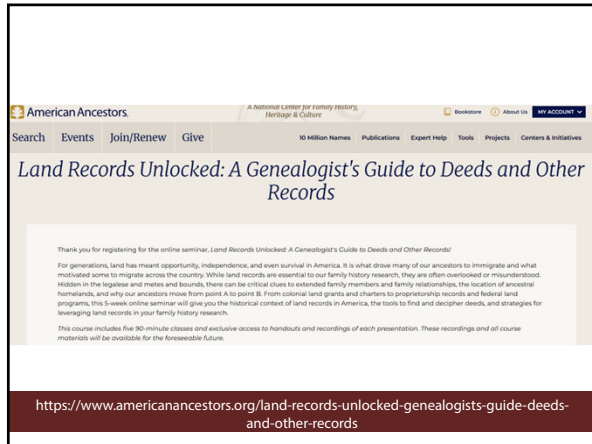 American Ancestors.
A National Center for Family History,
Heritage & Culture
Bookstore
About Us
MY ACCOUNT
Search Events Join/Renew Give
10 Million Names Publications Expert Help Tools Projects Centers & Initiatives
Land Records Unlocked: A Genealogist's Guide to Deeds and Other
Records
Thank you for registering for the online seminar, Land Records Unlocked: A Genealogist's Guide to Deeds and Other Records!
For generations, land has meant opportunity, independence, and even survival in America. It is what drove many of our ancestors to immigrate and what
motivated some to migrate across the country. While land records are essential to our family history research, they are often overlooked or misunderstood.
Hidden in the legalese and metes and bounds, there can be critical clues to extended family members and family relationships, the location of ancestral
homelands, and why our ancestors move from point A to point B. From colonial land grants and charters to proprietorship records and federal land
programs, this 5-week online seminar will give you the historical context of land records in America, the tools to find and decipher deeds, and strategies for
leveraging land records in your family history research.
This course includes five 90-minute classes and exclusive access to handouts and recordings of each presentation. These recordings and all course
materials will be available for the foreseeable future.
https://www.americanancestors.org/land-records-unlocked-genealogists-guide-deeds-
and-other-records